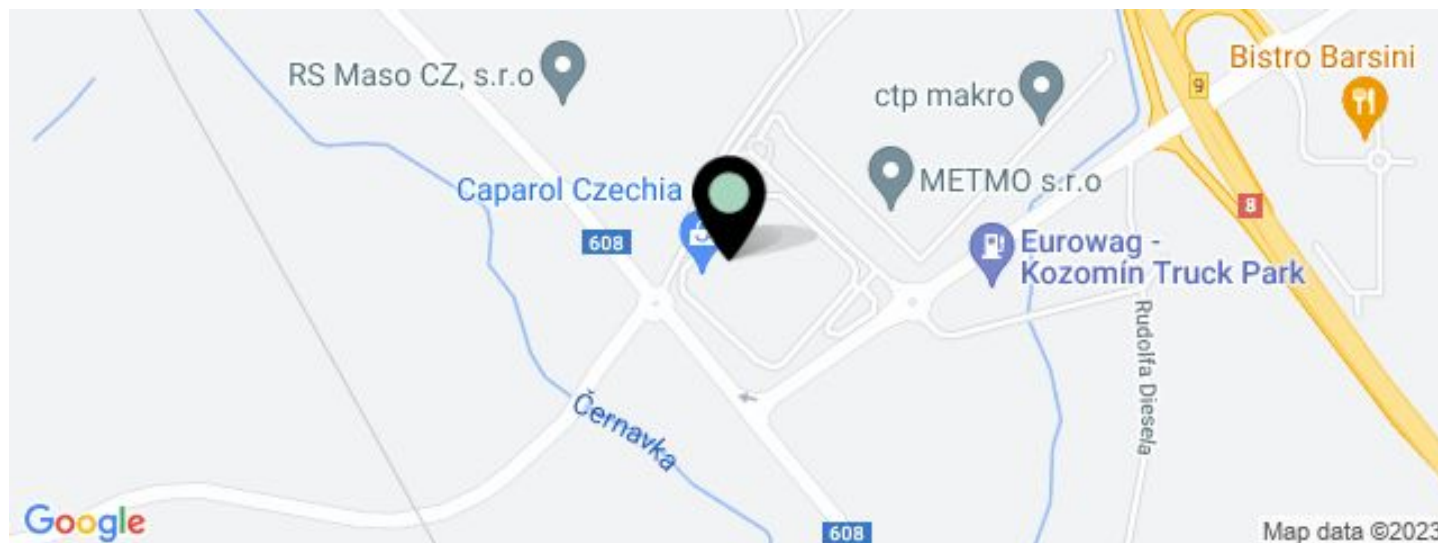 Bistro Barsini
RS Maso CZ, s.r.o
9
ctp makro
METMO s.r.o
Caparol Czechia
8
608
Eurowag -
Kozomín Truck Park
Rudolfa Diesela
Černavka
Google
608
Map data ©2023